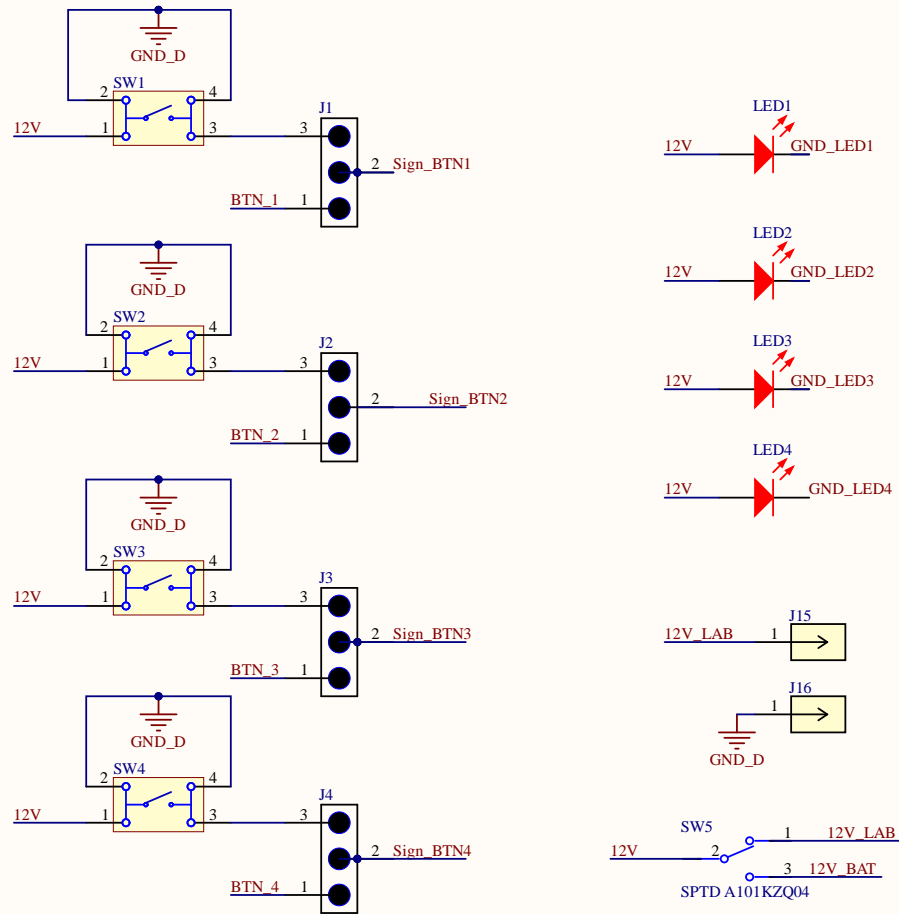 GND_D
SW1
2 4
12V 1 3
J1
3
2 Sign_BTN1
BTN_1 1
GND_D
SW2
2 4
12V 1 3
J2
3
2 Sign_BTN2
BTN_2 1
GND_D
SW3
2 4
12V 1 3
J3
3
2 Sign_BTN3
BTN_3 1
GND_D
SW4
2 4
12V 1 3
J4
3
2 Sign_BTN4
BTN_4 1
LED1
12V GND_LED1
LED2
12V GND_LED2
LED3
12V GND_LED3
LED4
12V GND_LED4
J15
12V_LAB 1
J16
1
GND_D
SW5
1 12V_LAB
12V 2
3 12V_BAT
SPTD A101KZQ04